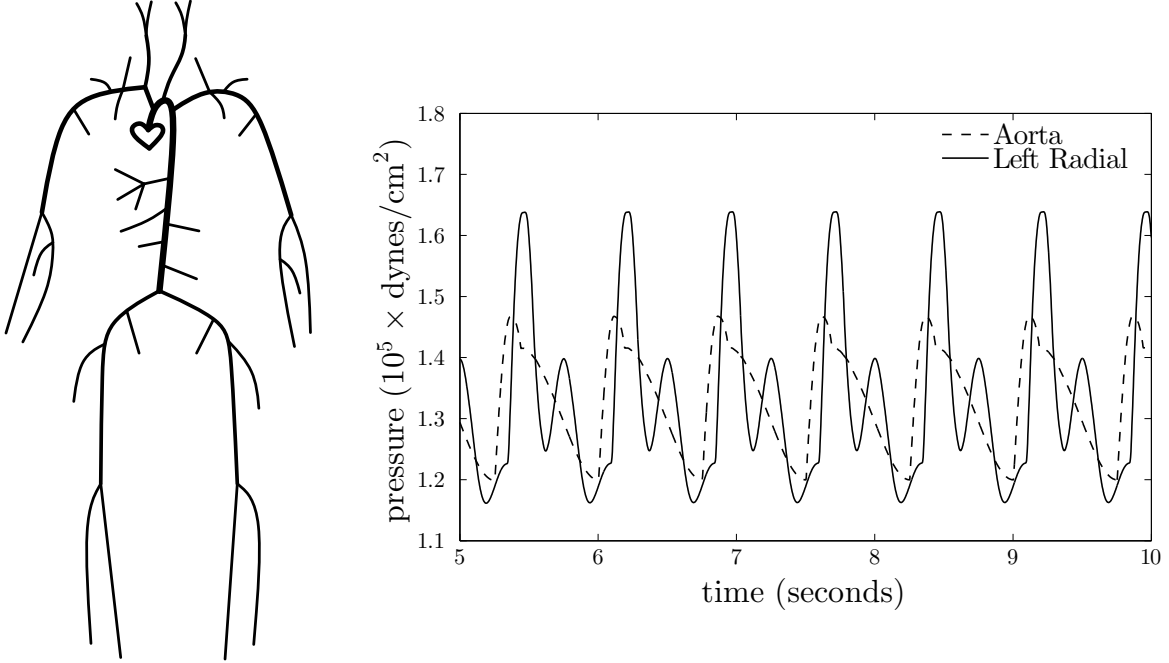 1.8
1.7
1.6
1.5
1.4
1.3
1.2
1.1
pressure (10⁵ × dynes/cm²)
Aorta
Left Radial
5 6 7 8 9 10
time (seconds)